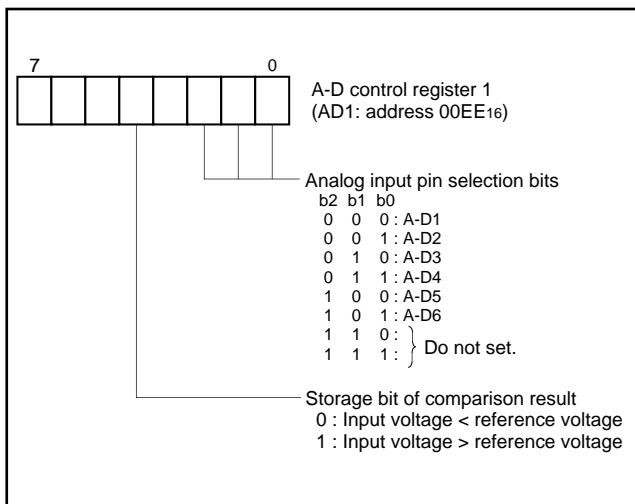 7 0
A-D control register 1
(AD1: address 00EE16)
Analog input pin selection bits
b2 b1 b0
0 0 0 : A-D1
0 0 1 : A-D2
0 1 0 : A-D3
0 1 1 : A-D4
1 0 0 : A-D5
1 0 1 : A-D6
1 1 0 :
1 1 1 :
Do not set.
Storage bit of comparison result
0 : Input voltage < reference voltage
1 : Input voltage > reference voltage